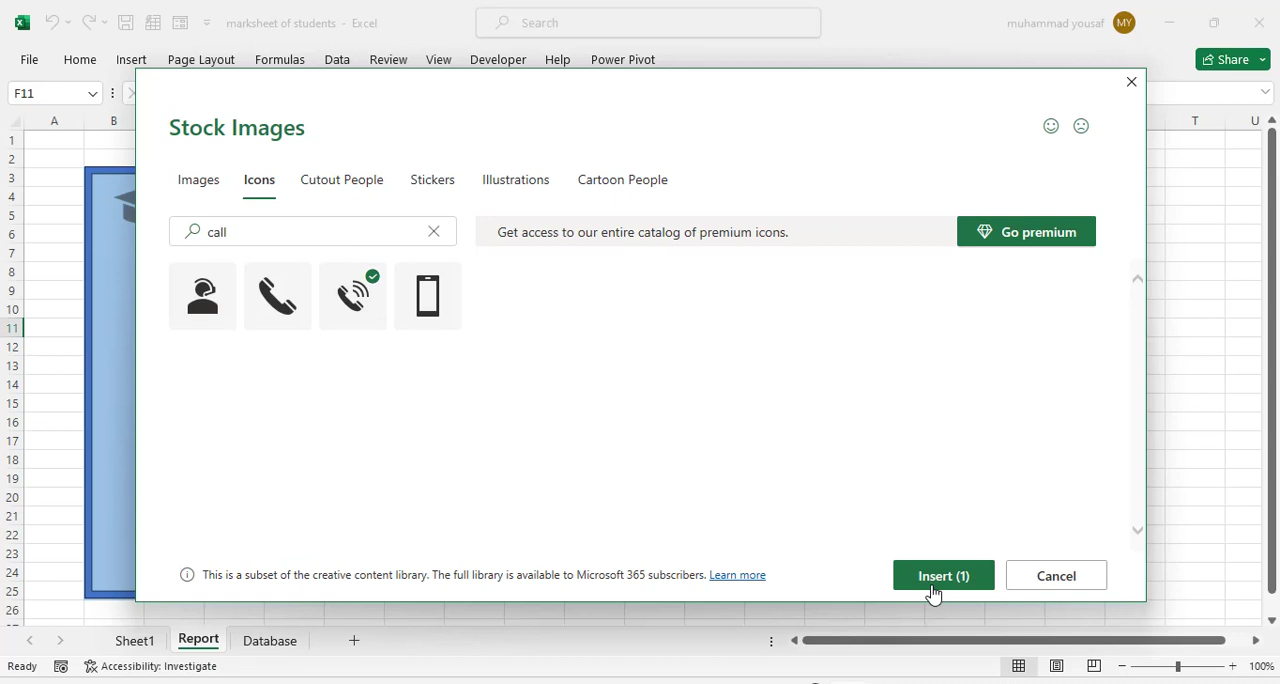 marksheet of students - Excel
Search
muhammad yousaf MY
File Home Insert Page Layout Formulas Data Review View Developer Help Power Pivot Share
F11
Stock Images
Images Icons Cutout People Stickers Illustrations Cartoon People
call Get access to our entire catalog of premium icons. Go premium
A B T U
1
2
3
4
5
6
7
8
9
10
11
12
13
14
15
16
17
18
19
20
21
22
23
24
25
26
This is a subset of the creative content library. The full library is available to Microsoft 365 subscribers. Learn more
Insert (1) Cancel
Sheet1 Report Database
Ready Accessibility: Investigate 100%